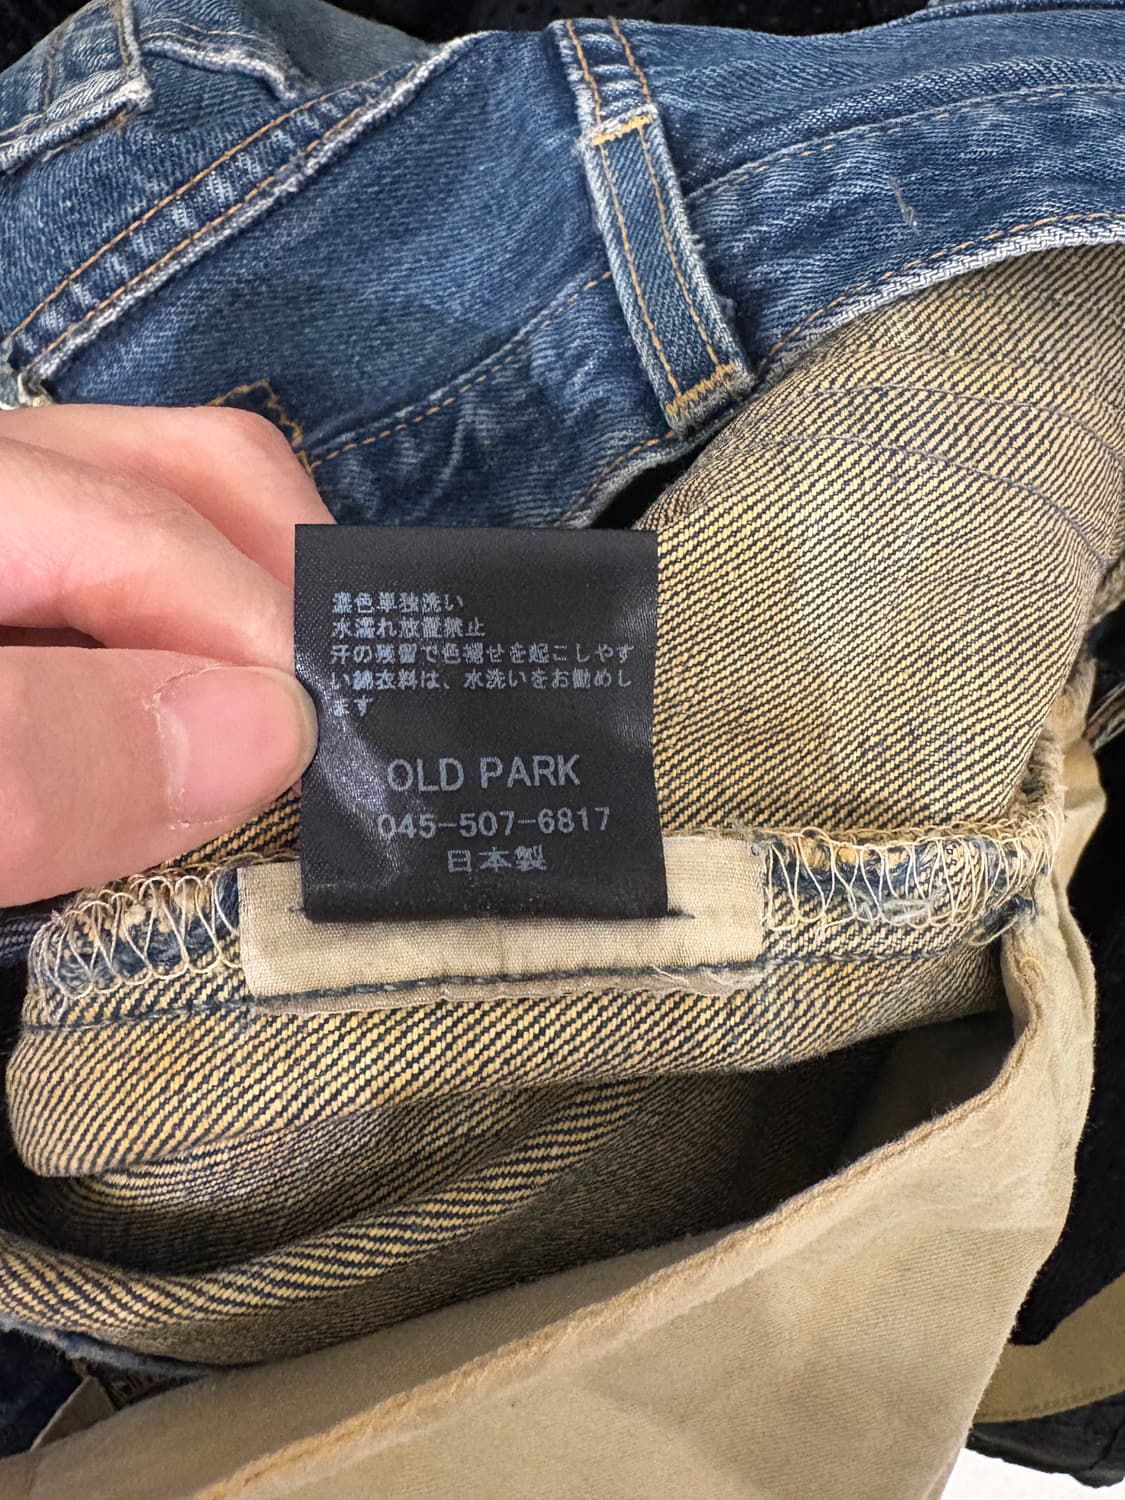 濃色単独洗い
水濡れ放置禁止
汗の残留で色褪せを起こしやす
い綿衣料は、水洗いをお勧めし
ます
OLD PARK
045-507-6817
日本製